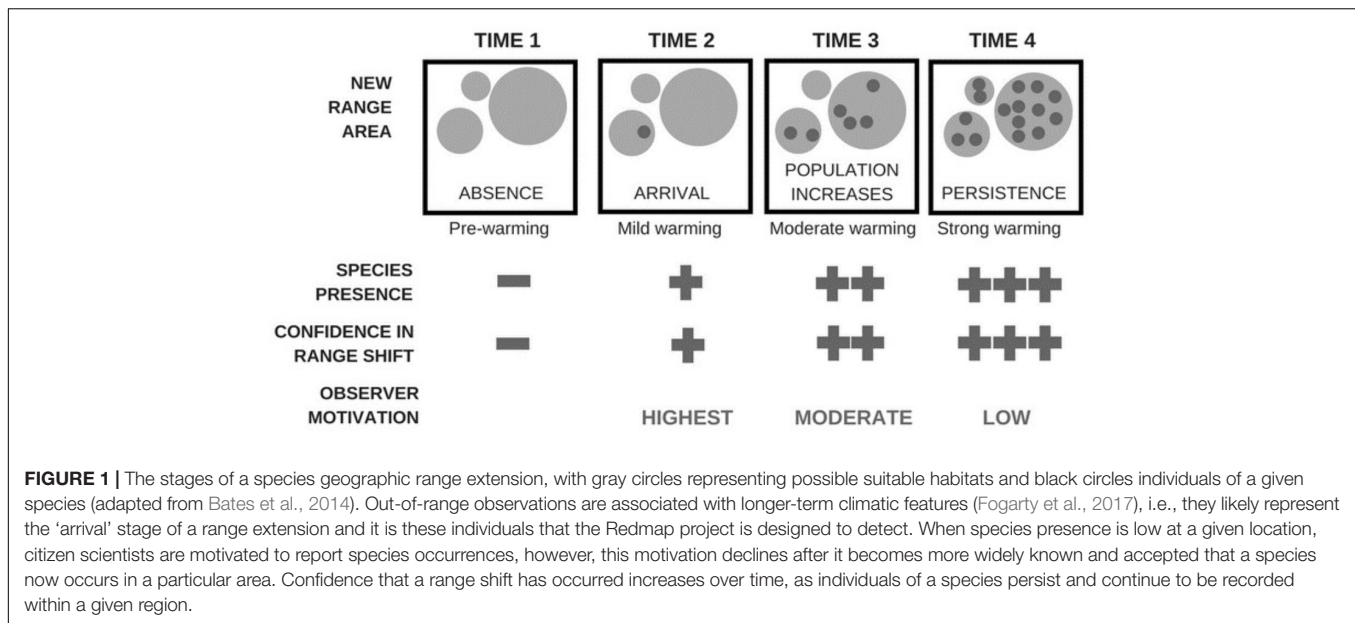 TIME 1 TIME 2 TIME 3 TIME 4
NEW
RANGE
AREA
ABSENCE ARRIVAL POPULATION INCREASES PERSISTENCE
Pre-warming Mild warming Moderate warming Strong warming
SPECIES
PRESENCE
CONFIDENCE IN
RANGE SHIFT
OBSERVER
MOTIVATION HIGHEST MODERATE LOW
FIGURE 1 | The stages of a species geographic range extension, with gray circles representing possible suitable habitats and black circles individuals of a given
species (adapted from Bates et al., 2014). Out-of-range observations are associated with longer-term climatic features (Fogarty et al., 2017), i.e., they likely represent
the ‘arrival’ stage of a range extension and it is these individuals that the Redmap project is designed to detect. When species presence is low at a given location,
citizen scientists are motivated to report species occurrences, however, this motivation declines after it becomes more widely known and accepted that a species
now occurs in a particular area. Confidence that a range shift has occurred increases over time, as individuals of a species persist and continue to be recorded
within a given region.